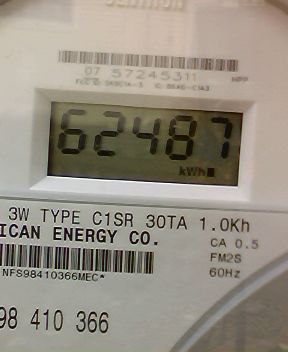 07 57245311 HPP
62487
kWh
3W TYPE C1SR 30TA 1.0Kh
ICAN ENERGY CO.
CA 0.5
FM2S
60Hz
NFS98410366MEC*
98 410 366